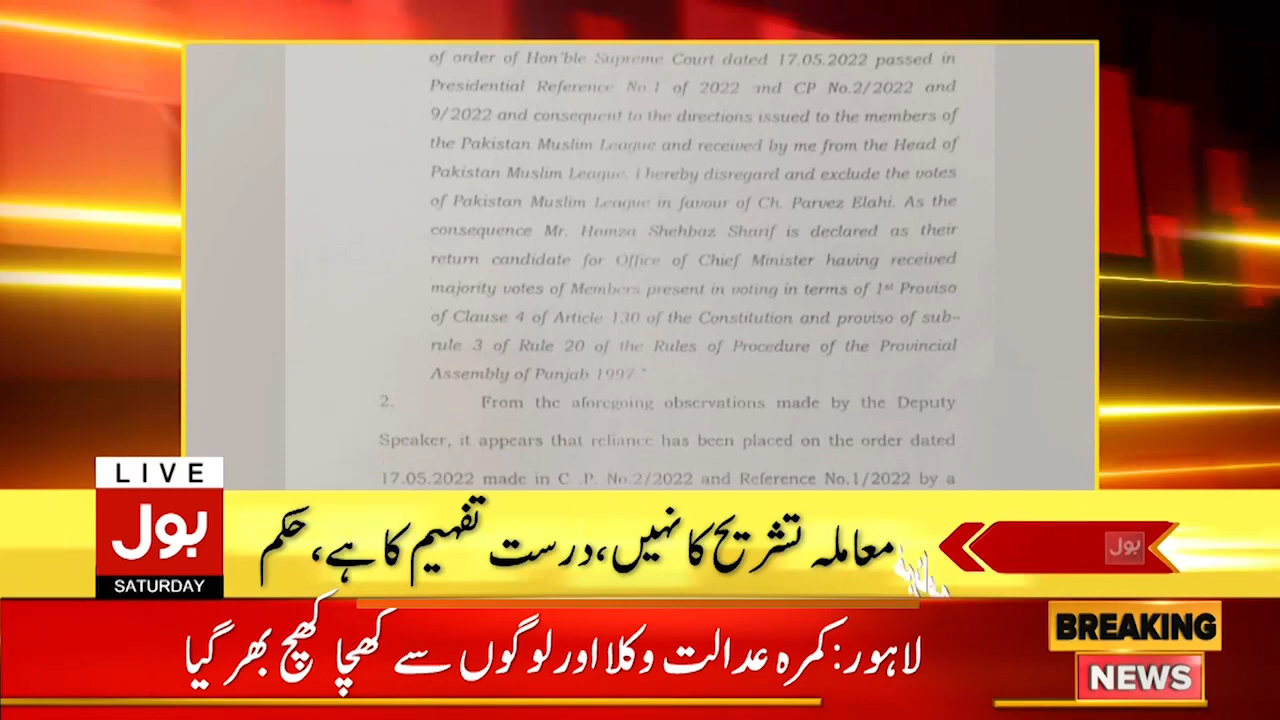 of order of Hon'ble Supreme Court dated 17.05.2022 passed in
Presidential Reference No.1 of 2022 and CP No.2/2022 and
9/2022 and consequent to the directions issued to the members of
the Pakistan Muslim League and received by me from the Head of
Pakistan Muslim League, I hereby disregard and exclude the votes
of Pakistan Muslim League in favour of Ch. Parvez Elahi. As the
consequence Mr. Hamza Shehbaz Sharif is declared as their
return candidate for Office of Chief Minister having received
majority votes of Members present in voting in terms of 1st Proviso
of Clause 4 of Article 130 of the Constitution and proviso of sub-
rule 3 of Rule 20 of the Rules of Procedure of the Provincial
Assembly of Punjab 1997."
2. From the aforegoing observations made by the Deputy
Speaker, it appears that reliance has been placed on the order dated
17.05.2022 made in C .P. No.2/2022 and Reference No.1/2022 by a
LIVE
بول
SATURDAY
معاملہ تشریح کا نہیں، درست تفہیم کا ہے، حکم
بول
لاہور: کمرہ عدالت وکلا اور لوگوں سے کھچا کھچ بھر گیا
BREAKING
NEWS